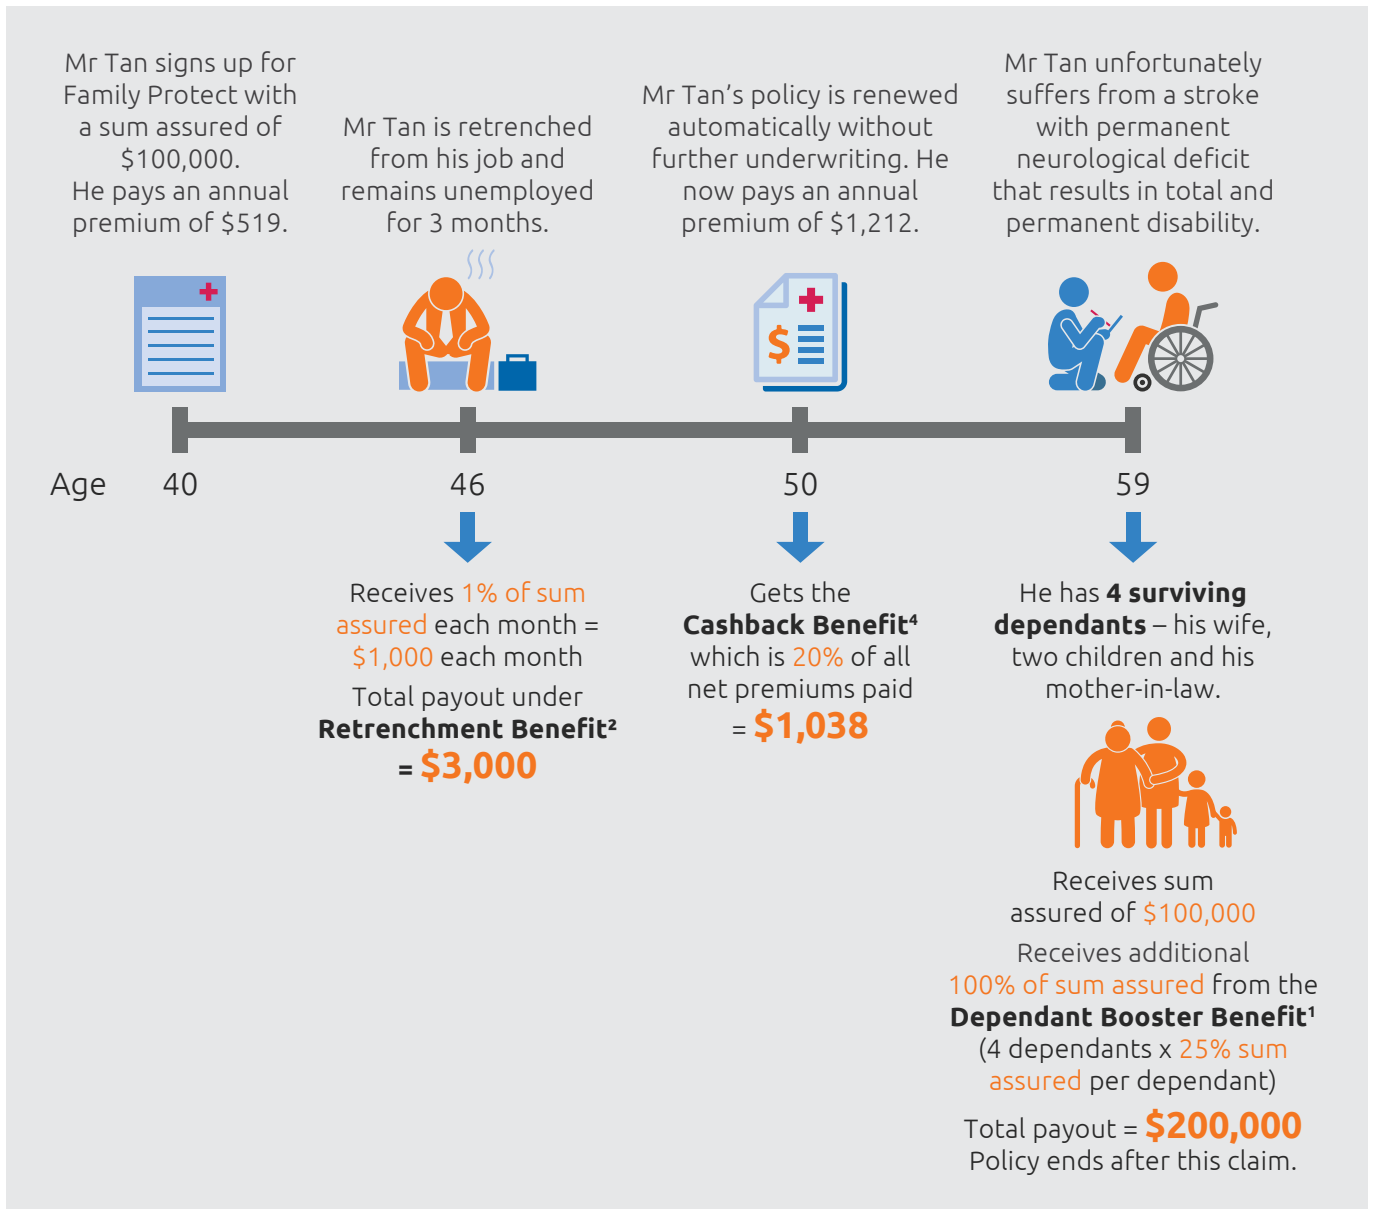 Mr Tan signs up for
Family Protect with
a sum assured of
$100,000.
He pays an annual
premium of $519.
Mr Tan is retrenched
from his job and
remains unemployed
for 3 months.
Mr Tan’s policy is renewed
automatically without
further underwriting. He
now pays an annual
premium of $1,212.
Mr Tan unfortunately
suffers from a stroke
with permanent
neurological deficit
that results in total and
permanent disability.
$
Age 40 46 50 59
Receives 1% of sum
assured each month =
$1,000 each month
Total payout under
Retrenchment Benefit²
= $3,000
Gets the
Cashback Benefit⁴
which is 20% of all
net premiums paid
= $1,038
He has 4 surviving
dependants – his wife,
two children and his
mother-in-law.
Receives sum
assured of $100,000
Receives additional
100% of sum assured from the
Dependant Booster Benefit¹
(4 dependants x 25% sum
assured per dependant)
Total payout = $200,000
Policy ends after this claim.